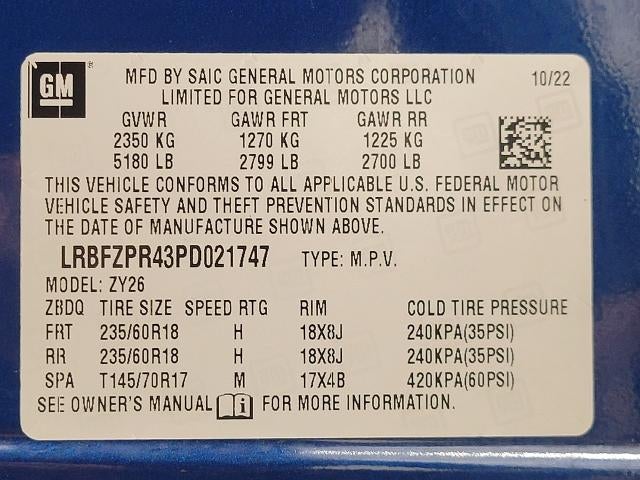 GM
MFD BY SAIC GENERAL MOTORS CORPORATION 10/22
LIMITED FOR GENERAL MOTORS LLC
GVWR GAWR FRT GAWR RR
2350 KG 1270 KG 1225 KG
5180 LB 2799 LB 2700 LB
THIS VEHICLE CONFORMS TO ALL APPLICABLE U.S. FEDERAL MOTOR
VEHICLE SAFETY AND THEFT PREVENTION STANDARDS IN EFFECT ON
THE DATE OF MANUFACTURE SHOWN ABOVE.
LRBFZPR43PD021747 TYPE: M.P.V.
MODEL: ZY26
ZBDQ TIRE SIZE SPEED RTG RIM COLD TIRE PRESSURE
FRT 235/60R18 H 18X8J 240KPA(35PSI)
RR 235/60R18 H 18X8J 240KPA(35PSI)
SPA T145/70R17 M 17X4B 420KPA(60PSI)
SEE OWNER'S MANUAL i FOR MORE INFORMATION.